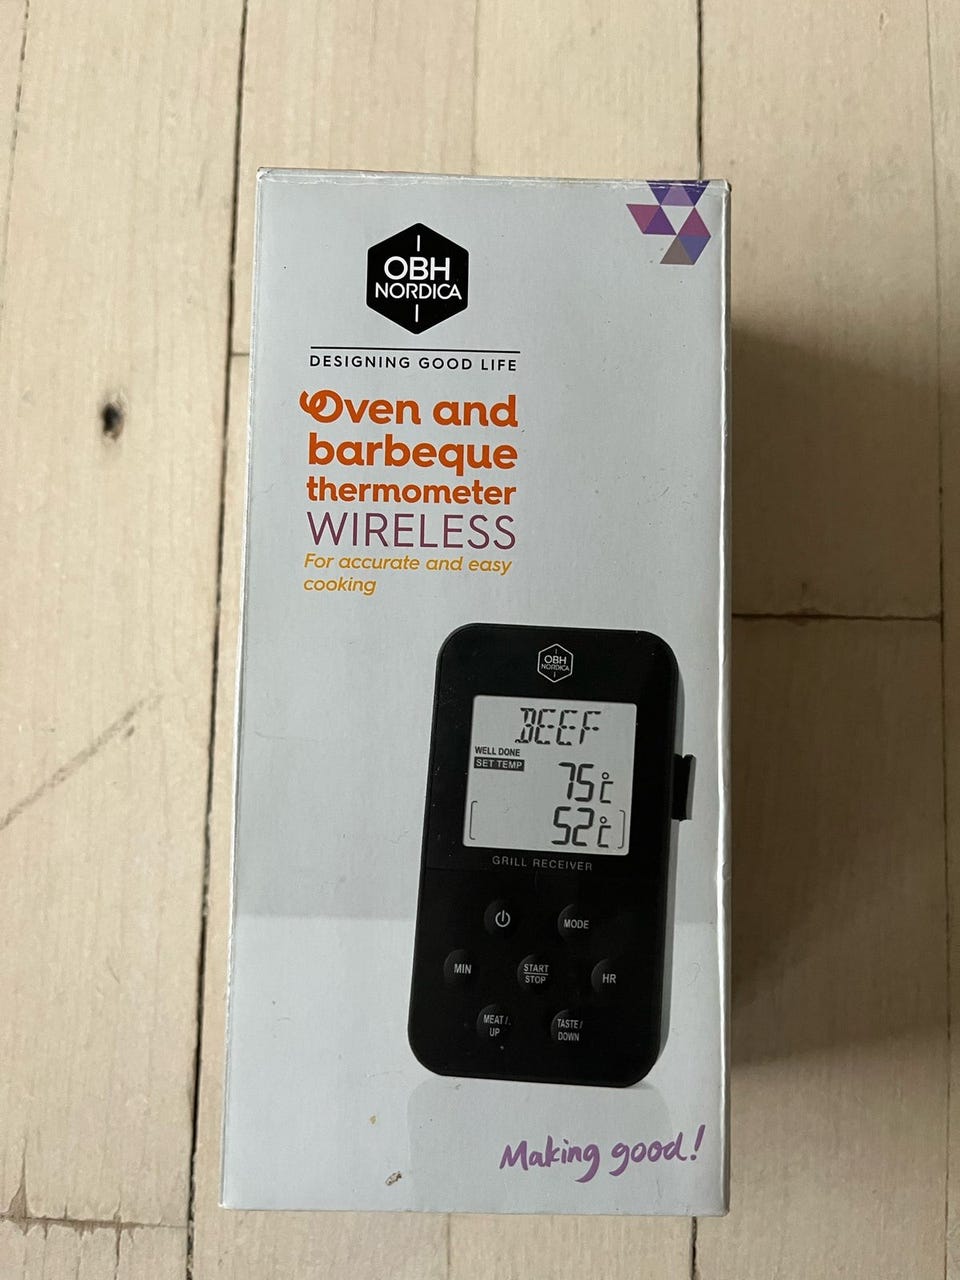 OBH
NORDICA
DESIGNING GOOD LIFE
Oven and
barbeque
thermometer
WIRELESS
For accurate and easy
cooking
OBH
NORDICA
BEEF
WELL DONE
SET TEMP
75°C
52°C
GRILL RECEIVER
MODE
MIN
START
STOP
HR
MEAT/
UP
TASTE/
DOWN
Making good!